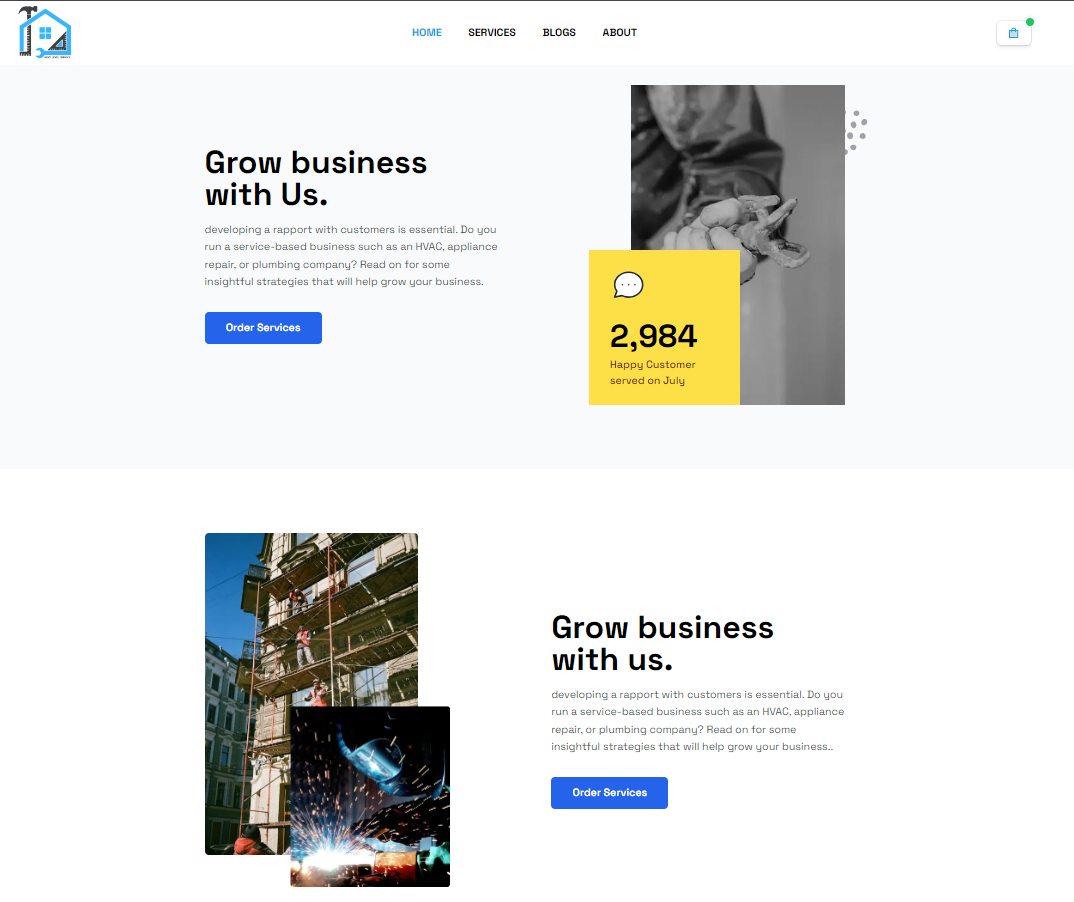 HOME SERVICES BLOGS ABOUT
Grow business
with Us.
developing a rapport with customers is essential. Do you
run a service-based business such as an HVAC, appliance
repair, or plumbing company? Read on for some
insightful strategies that will help grow your business.
Order Services
2,984
Happy Customer
served on July
Grow business
with us.
developing a rapport with customers is essential. Do you
run a service-based business such as an HVAC, appliance
repair, or plumbing company? Read on for some
insightful strategies that will help grow your business..
Order Services